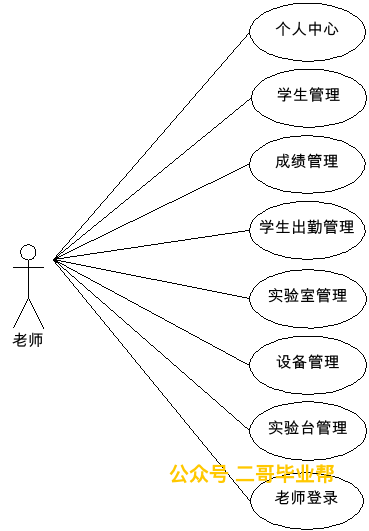 个人中心
学生管理
成绩管理
学生出勤管理
实验室管理
老师
设备管理
实验台管理
公众号 二哥毕业帮
老师登录